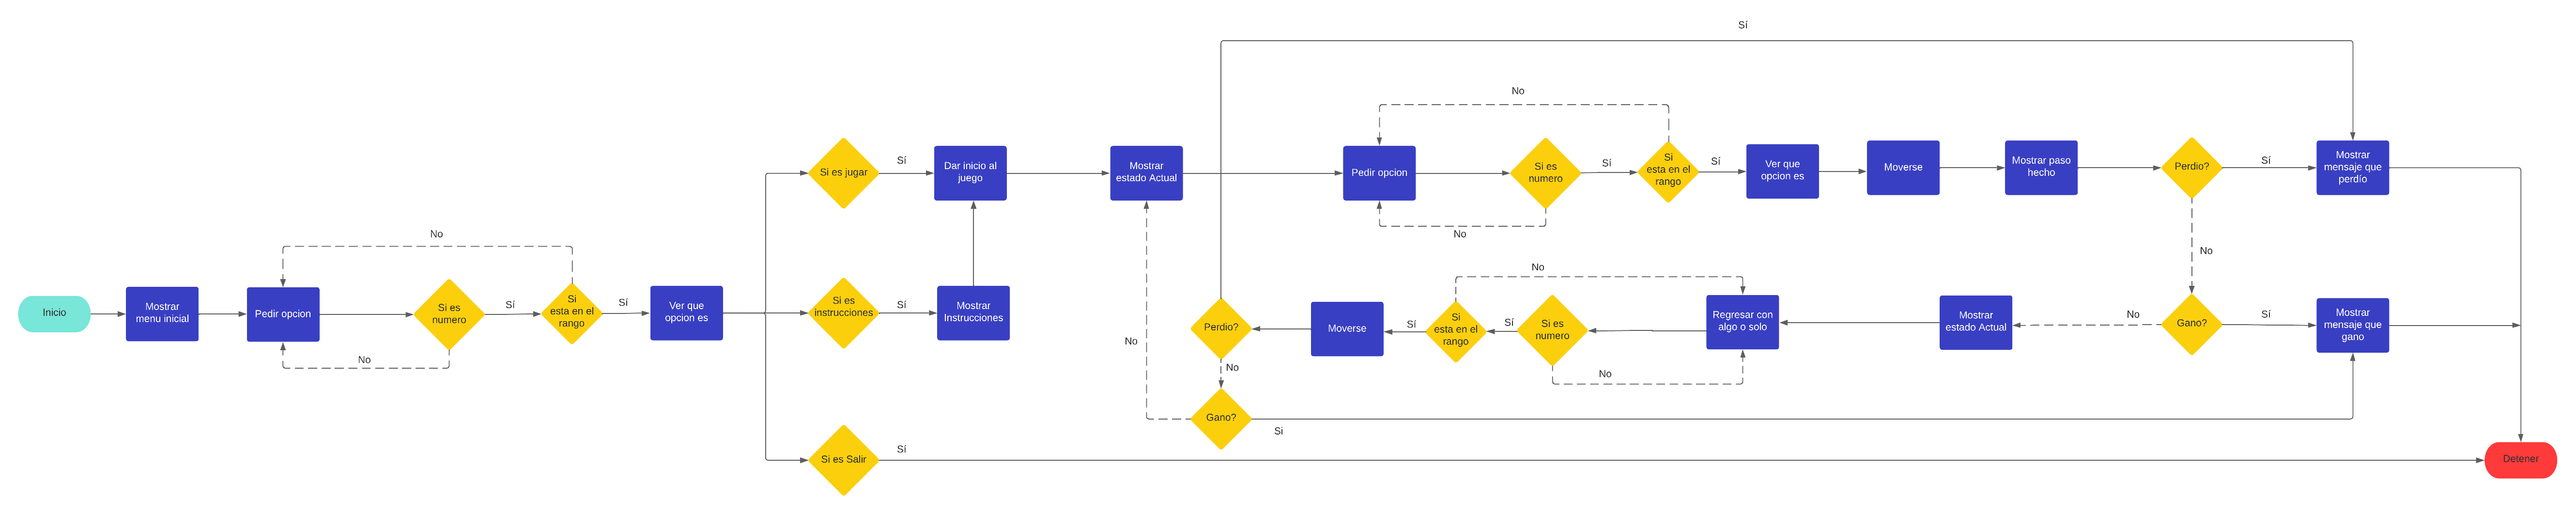 Sí
No
Si es jugar
Sí
Dar inicio al
juego
Mostrar
estado Actual
Pedir opcion
Si es
numero
Sí
Si
esta en el
rango
Sí
Ver que
opcion es
Moverse
Mostrar paso
hecho
Perdio?
Sí
Mostrar
mensaje que
perdío
No
No
No
Inicio
Mostrar
menu inicial
Pedir opcion
Si es
numero
Sí
Si
esta en el
rango
Sí
Ver que
opcion es
No
Si es
instrucciones
Sí
Mostrar
Instrucciones
No
Perdio?
No
Moverse
Sí
Si
esta en el
rango
Sí
Si es
numero
No
No
Regresar con
algo o solo
Mostrar
estado Actual
No
Gano?
Sí
Mostrar
mensaje que
gano
Gano?
Si
Si es Salir
Sí
Detener